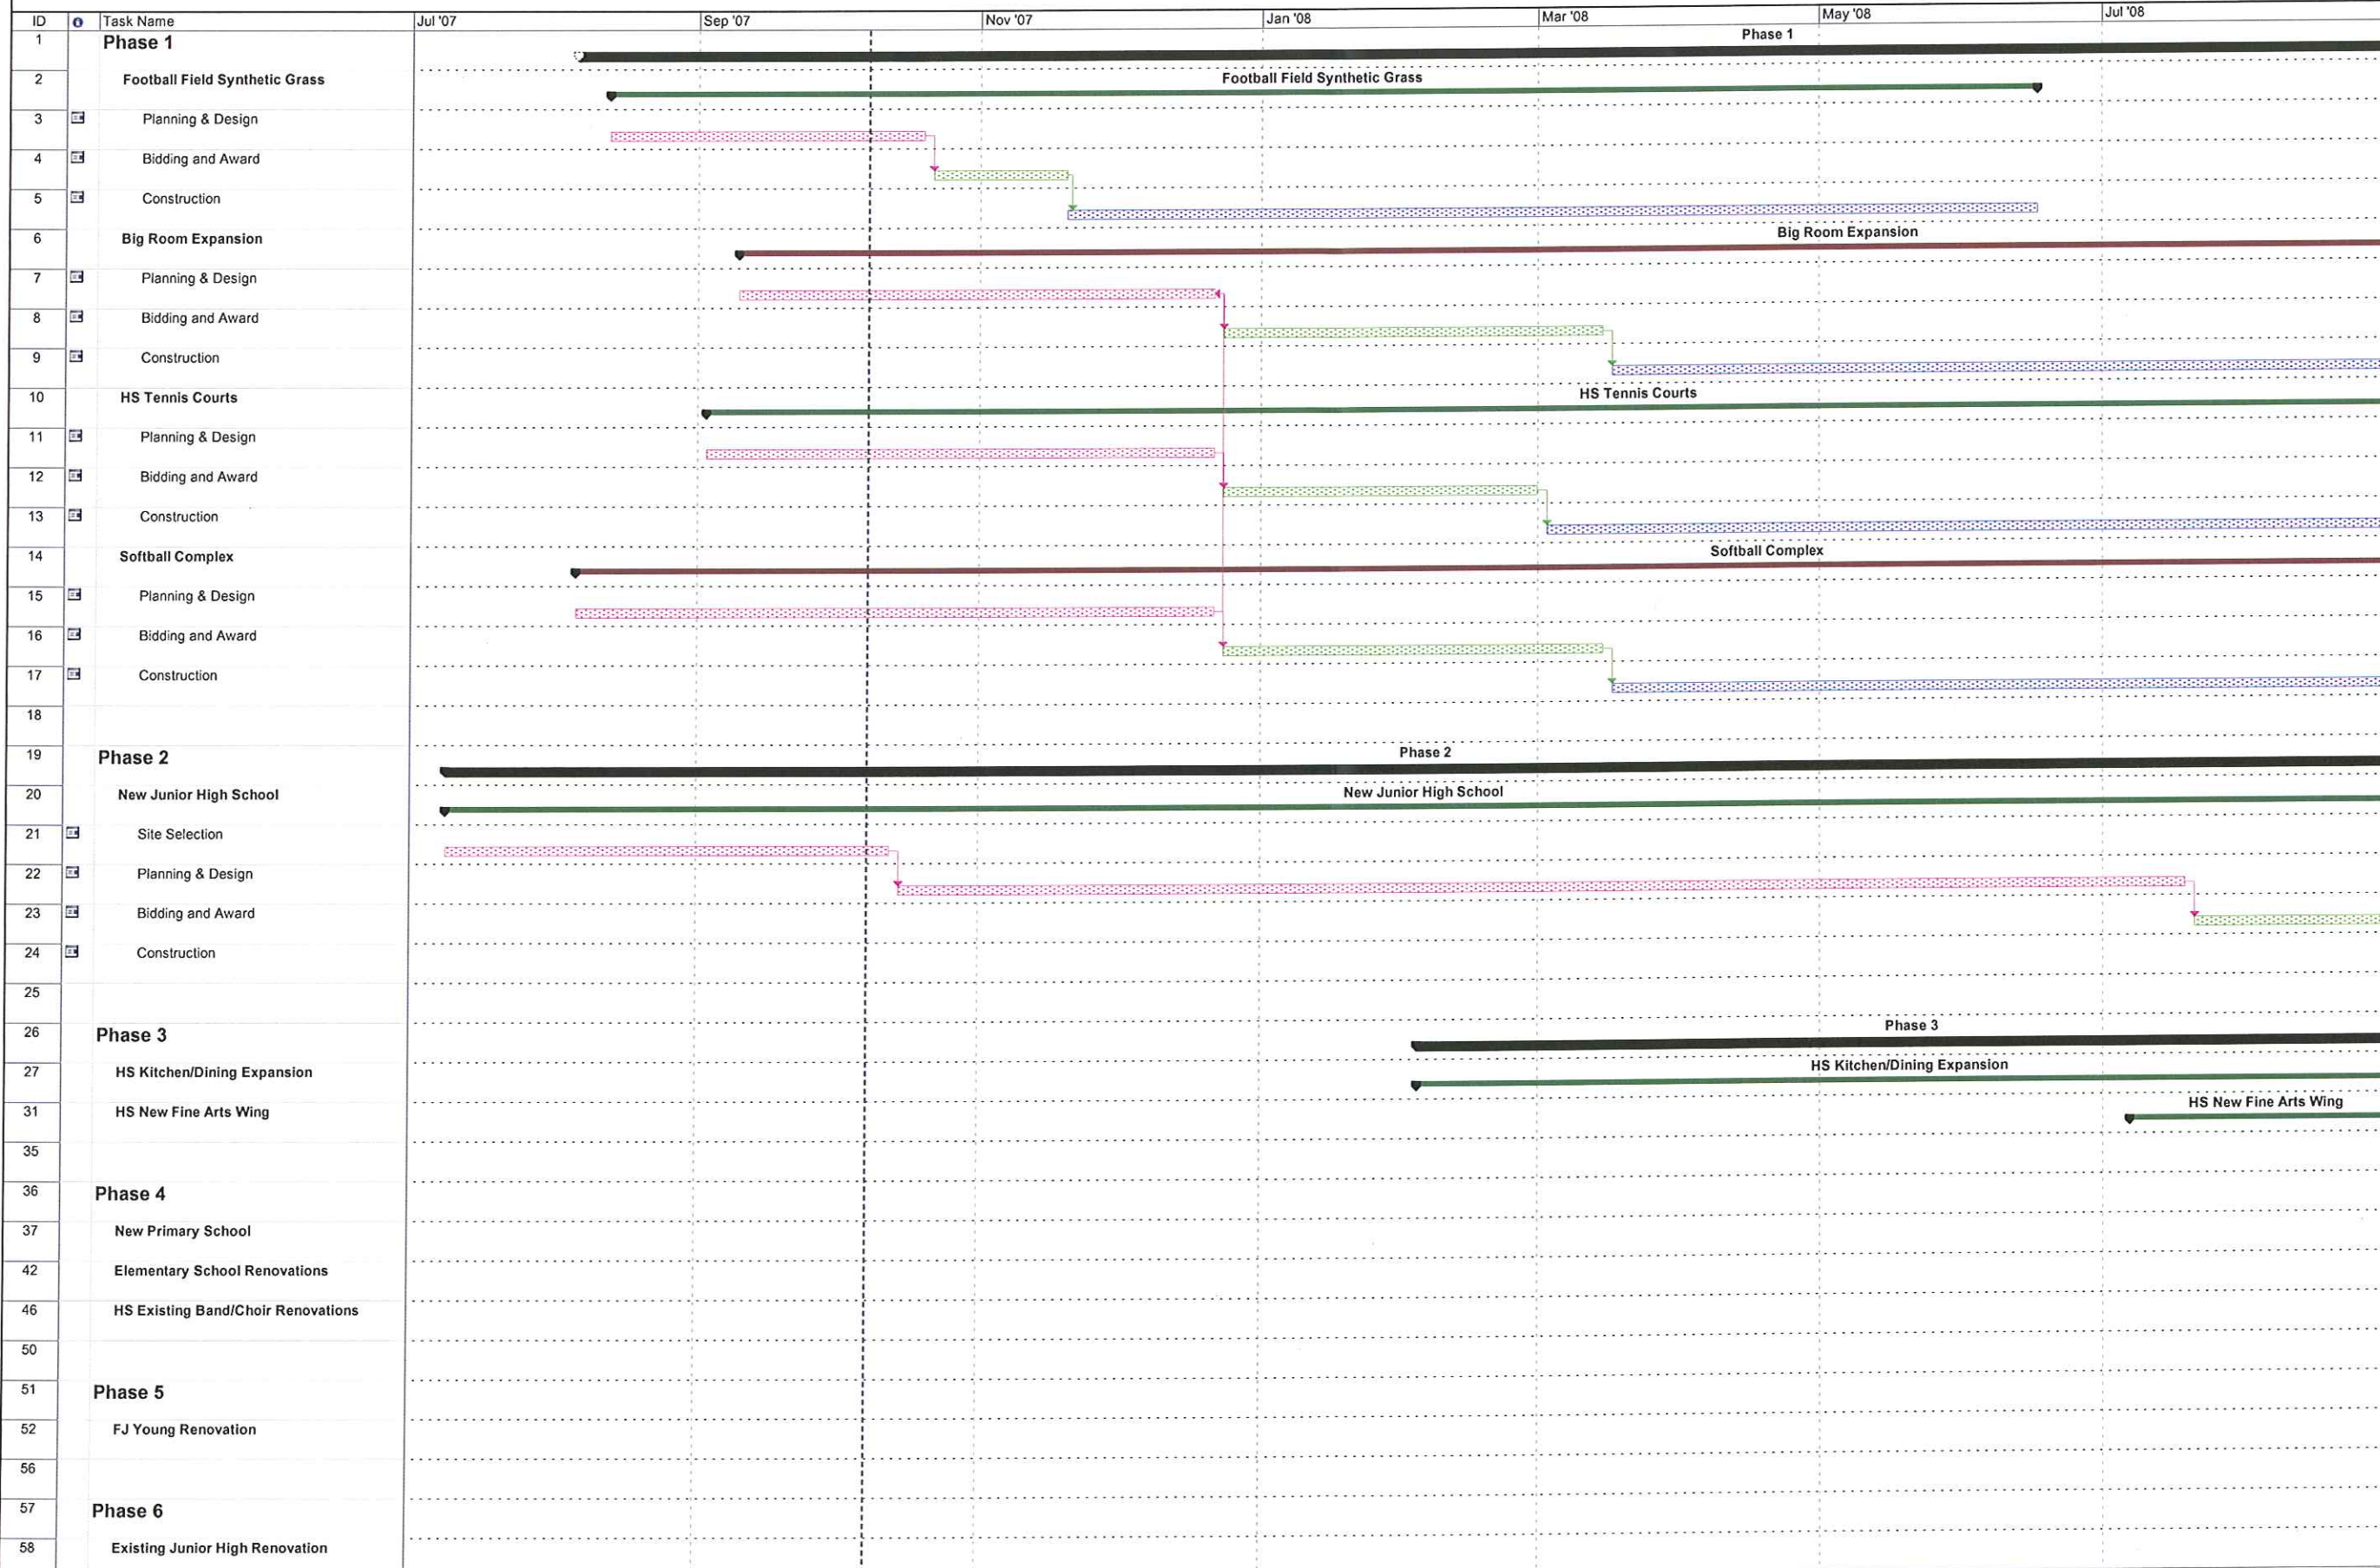 ID Task Name Jul '07 Sep '07 Nov '07 Jan '08 Mar '08 May '08 Jul '08
1 Phase 1 Phase 1
2 Football Field Synthetic Grass Football Field Synthetic Grass
3 Planning & Design
4 Bidding and Award
5 Construction
6 Big Room Expansion Big Room Expansion
7 Planning & Design
8 Bidding and Award
9 Construction
10 HS Tennis Courts HS Tennis Courts
11 Planning & Design
12 Bidding and Award
13 Construction
14 Softball Complex Softball Complex
15 Planning & Design
16 Bidding and Award
17 Construction
18
19 Phase 2 Phase 2
20 New Junior High School New Junior High School
21 Site Selection
22 Planning & Design
23 Bidding and Award
24 Construction
25
26 Phase 3 Phase 3
27 HS Kitchen/Dining Expansion HS Kitchen/Dining Expansion
31 HS New Fine Arts Wing HS New Fine Arts Wing
35
36 Phase 4
37 New Primary School
42 Elementary School Renovations
46 HS Existing Band/Choir Renovations
50
51 Phase 5
52 FJ Young Renovation
56
57 Phase 6
58 Existing Junior High Renovation